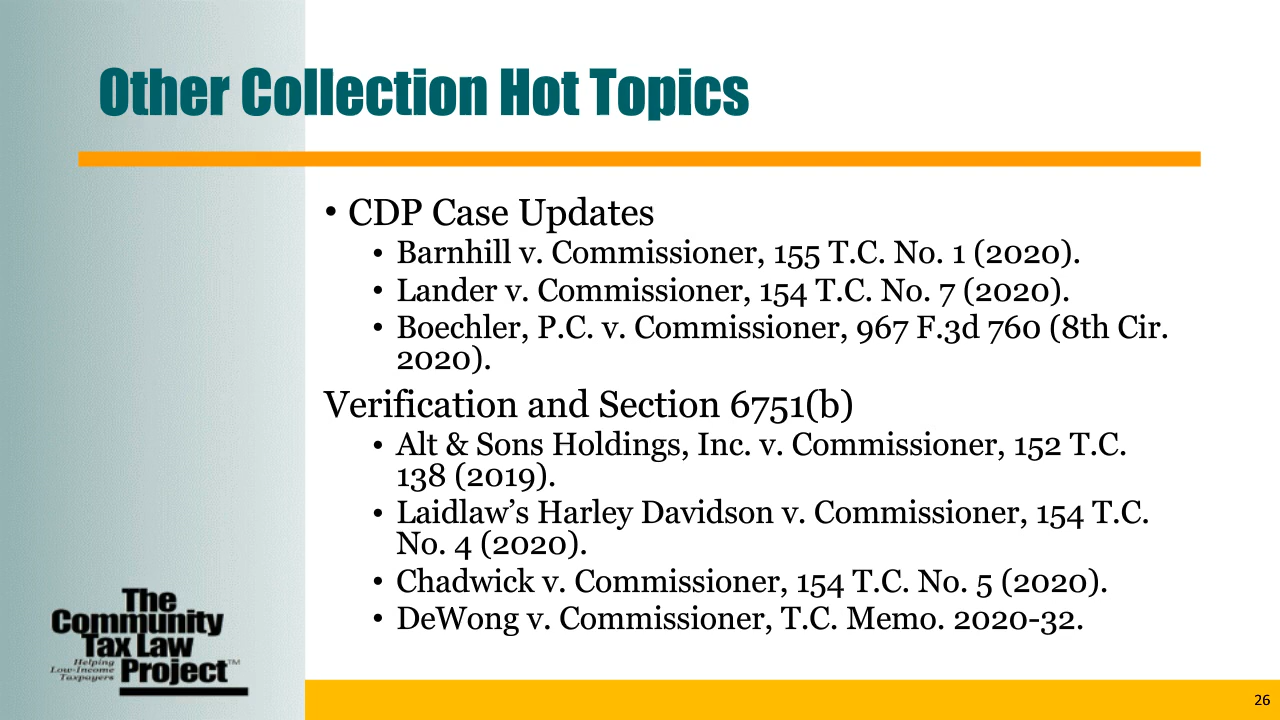 Other Collection Hot Topics
• CDP Case Updates
• Barnhill v. Commissioner, 155 T.C. No. 1 (2020).
• Lander v. Commissioner, 154 T.C. No. 7 (2020).
• Boechler, P.C. v. Commissioner, 967 F.3d 760 (8th Cir.
2020).
Verification and Section 6751(b)
• Alt & Sons Holdings, Inc. v. Commissioner, 152 T.C.
138 (2019).
• Laidlaw’s Harley Davidson v. Commissioner, 154 T.C.
No. 4 (2020).
• Chadwick v. Commissioner, 154 T.C. No. 5 (2020).
• DeWong v. Commissioner, T.C. Memo. 2020-32.
The
Community
Tax Law
Helping
Low-Income
Taxpayers
Project™
26